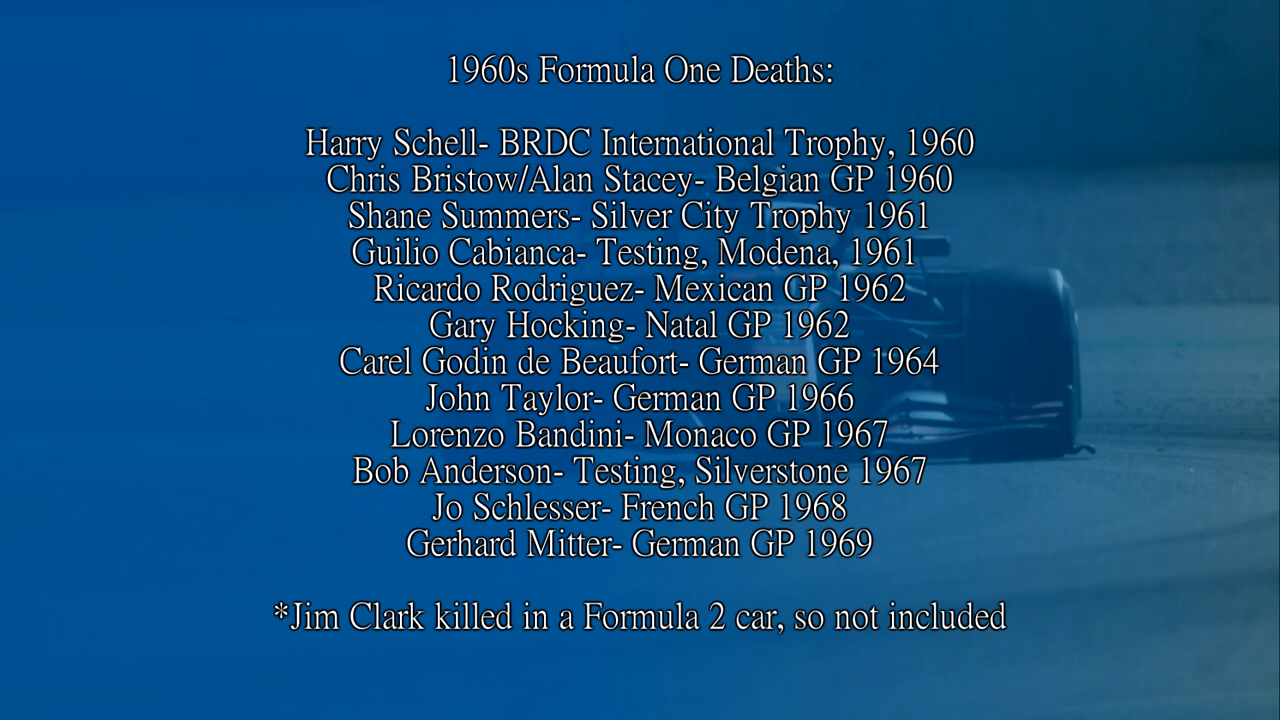 1960s Formula One Deaths:
Harry Schell- BRDC International Trophy, 1960
Chris Bristow/Alan Stacey- Belgian GP 1960
Shane Summers- Silver City Trophy 1961
Guilio Cabianca- Testing, Modena, 1961
Ricardo Rodriguez- Mexican GP 1962
Gary Hocking- Natal GP 1962
Carel Godin de Beaufort- German GP 1964
John Taylor- German GP 1966
Lorenzo Bandini- Monaco GP 1967
Bob Anderson- Testing, Silverstone 1967
Jo Schlesser- French GP 1968
Gerhard Mitter- German GP 1969
*Jim Clark killed in a Formula 2 car, so not included